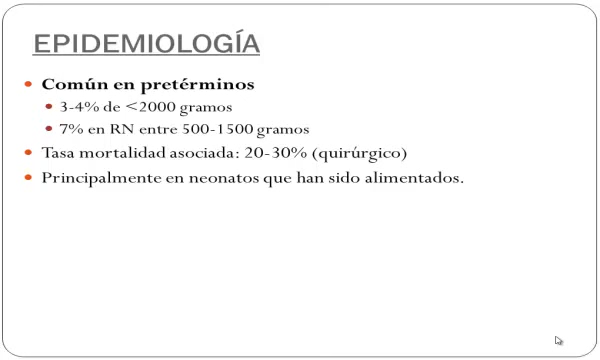 EPIDEMIOLOGÍA
• Común en pretérminos
• 3-4% de <2000 gramos
• 7% en RN entre 500-1500 gramos
• Tasa mortalidad asociada: 20-30% (quirúrgico)
• Principalmente en neonatos que han sido alimentados.